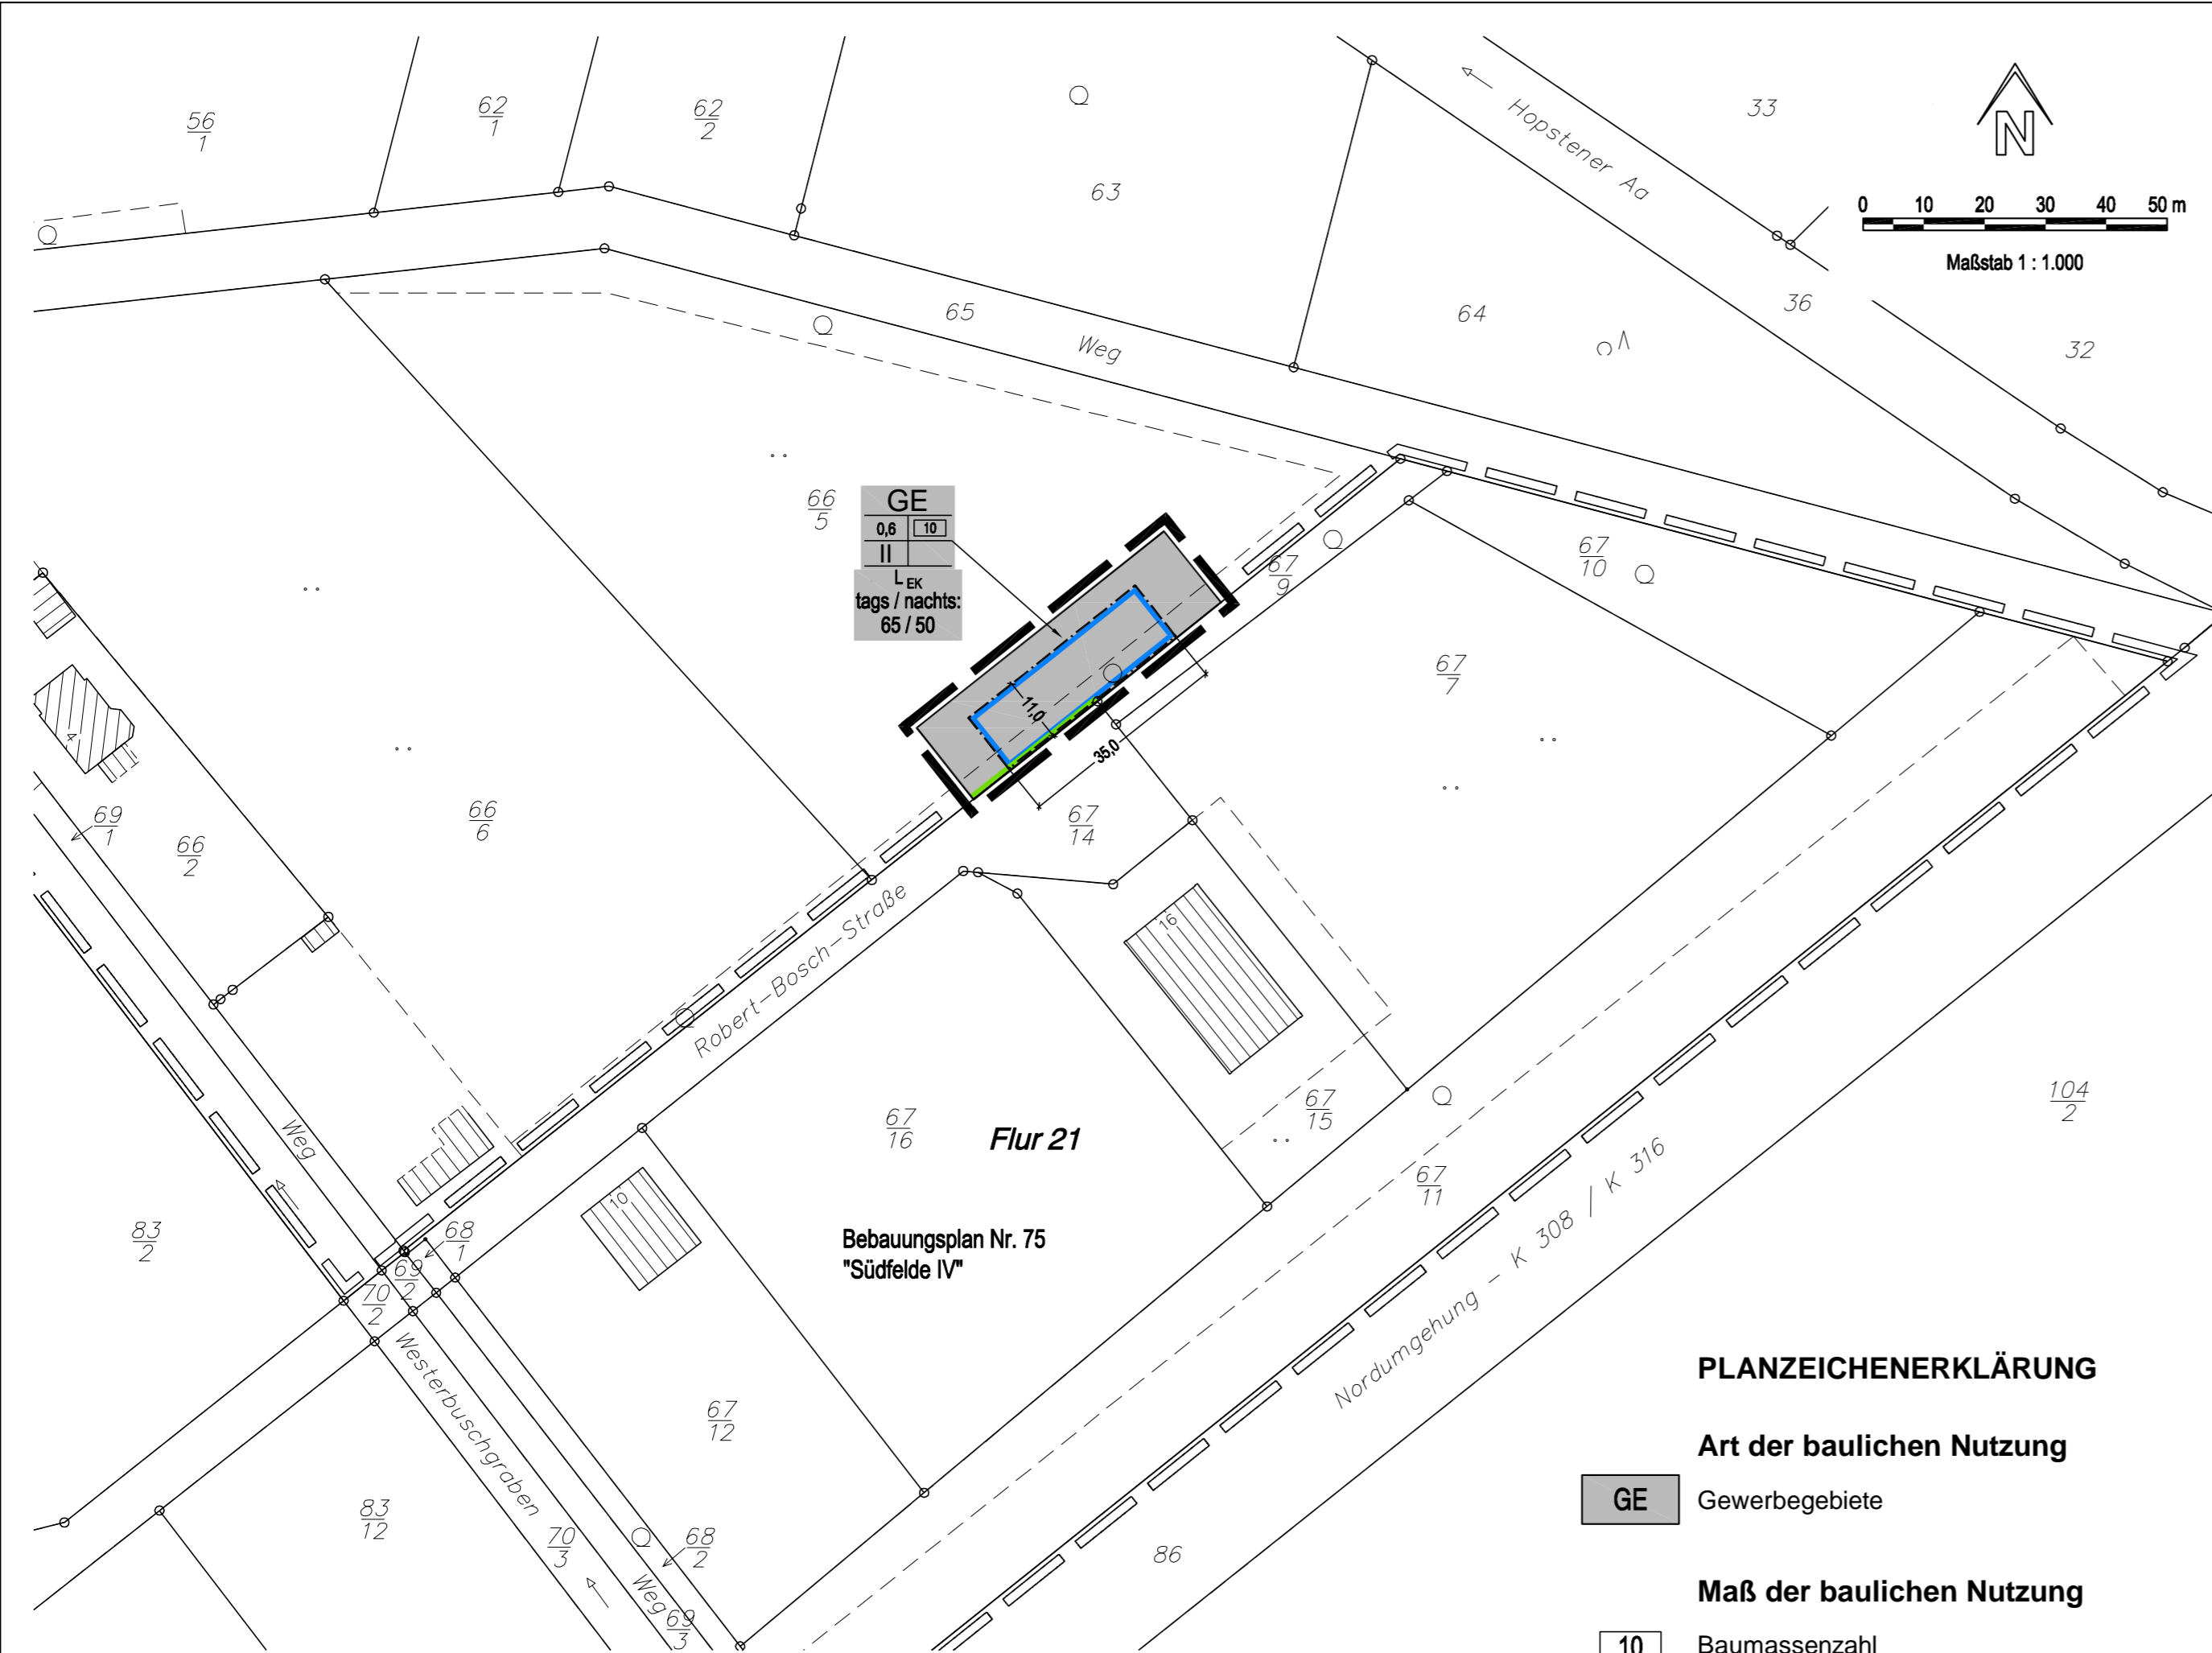 56
1
62
1
62
2
63
Hopstener Aa
33
N
0 10 20 30 40 50 m
Maßstab 1 : 1.000
65
Weg
64
36
32
66
5
GE
0,6 10
II
L EK
tags / nachts:
65 / 50
67
9
67
10
67
7
11,0
35,0
67
14
4
69
1
66
2
66
6
16
Robert-Bosch-Straße
67
15
104
2
67
16
Flur 21
67
11
Weg
10
Bebauungsplan Nr. 75
"Südfelde IV"
83
2
68
1
69
2
70
2
Nordumgehung - K 308 / K 316
Westerbuschgraben
67
12
83
12
70
3
68
2
Weg
69
3
86
PLANZEICHENERKLÄRUNG
Art der baulichen Nutzung
GE Gewerbegebiete
Maß der baulichen Nutzung
10 Baumassenzahl